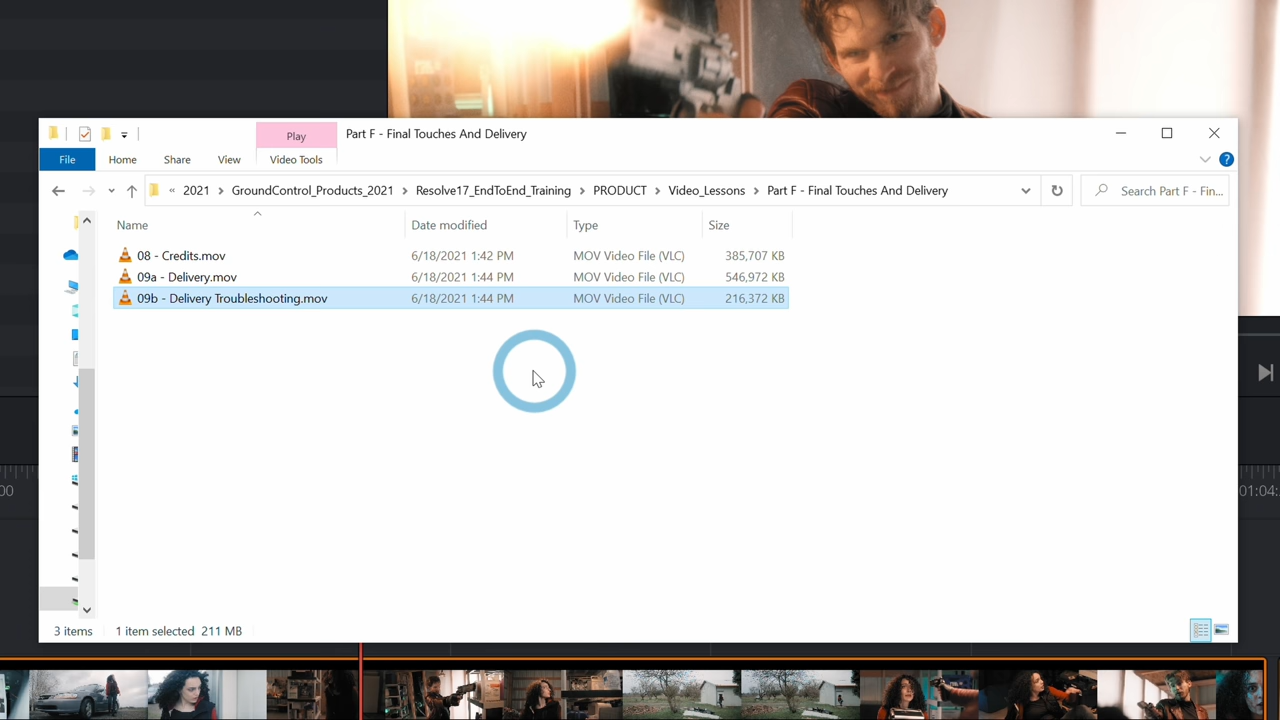 Play
Part F - Final Touches And Delivery
File
Home
Share
View
Video Tools
?
« 2021 > GroundControl_Products_2021 > Resolve17_EndToEnd_Training > PRODUCT > Video_Lessons > Part F - Final Touches And Delivery
Search Part F - Fin...
Name
Date modified
Type
Size
08 - Credits.mov
6/18/2021 1:42 PM
MOV Video File (VLC)
385,707 KB
09a - Delivery.mov
6/18/2021 1:44 PM
MOV Video File (VLC)
546,972 KB
09b - Delivery Troubleshooting.mov
6/18/2021 1:44 PM
MOV Video File (VLC)
216,372 KB
00
01:04:
3 items
1 item selected 211 MB